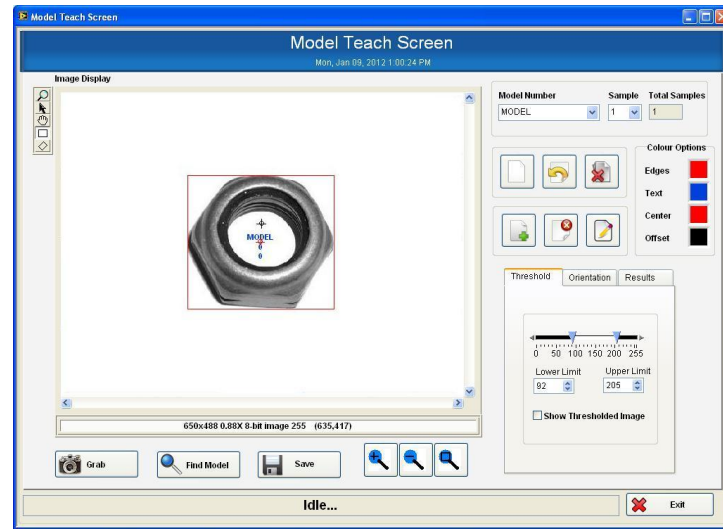 Model Teach Screen
Model Teach Screen
Mon, Jan 09, 2012 1:00:24 PM
Image Display
Model Number Sample Total Samples
MODEL 1 1
MODEL
0
0
Colour Options
Edges
Text
Center
Offset
Threshold Orientation Results
0 50 100 150 200 255
Lower Limit Upper Limit
92 205
Show Thresholded Image
650x488 0.88X 8-bit image 255 (635,417)
Grab Find Model Save
Idle... Exit